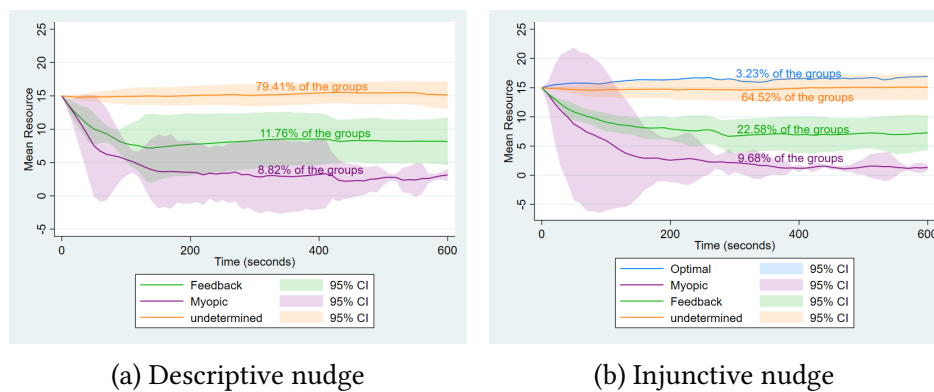 Mean Resource
25
20
15
10
5
0
-5
79.41% of the groups
11.76% of the groups
8.82% of the groups
0 200 400 600
Time (seconds)
Feedback 95% CI
Myopic 95% CI
undetermined 95% CI
(a) Descriptive nudge
Mean Resource
25
20
15
10
5
0
-5
3.23% of the groups
64.52% of the groups
22.58% of the groups
9.68% of the groups
0 200 400 600
Time (seconds)
Optimal 95% CI
Myopic 95% CI
Feedback 95% CI
undetermined 95% CI
(b) Injunctive nudge